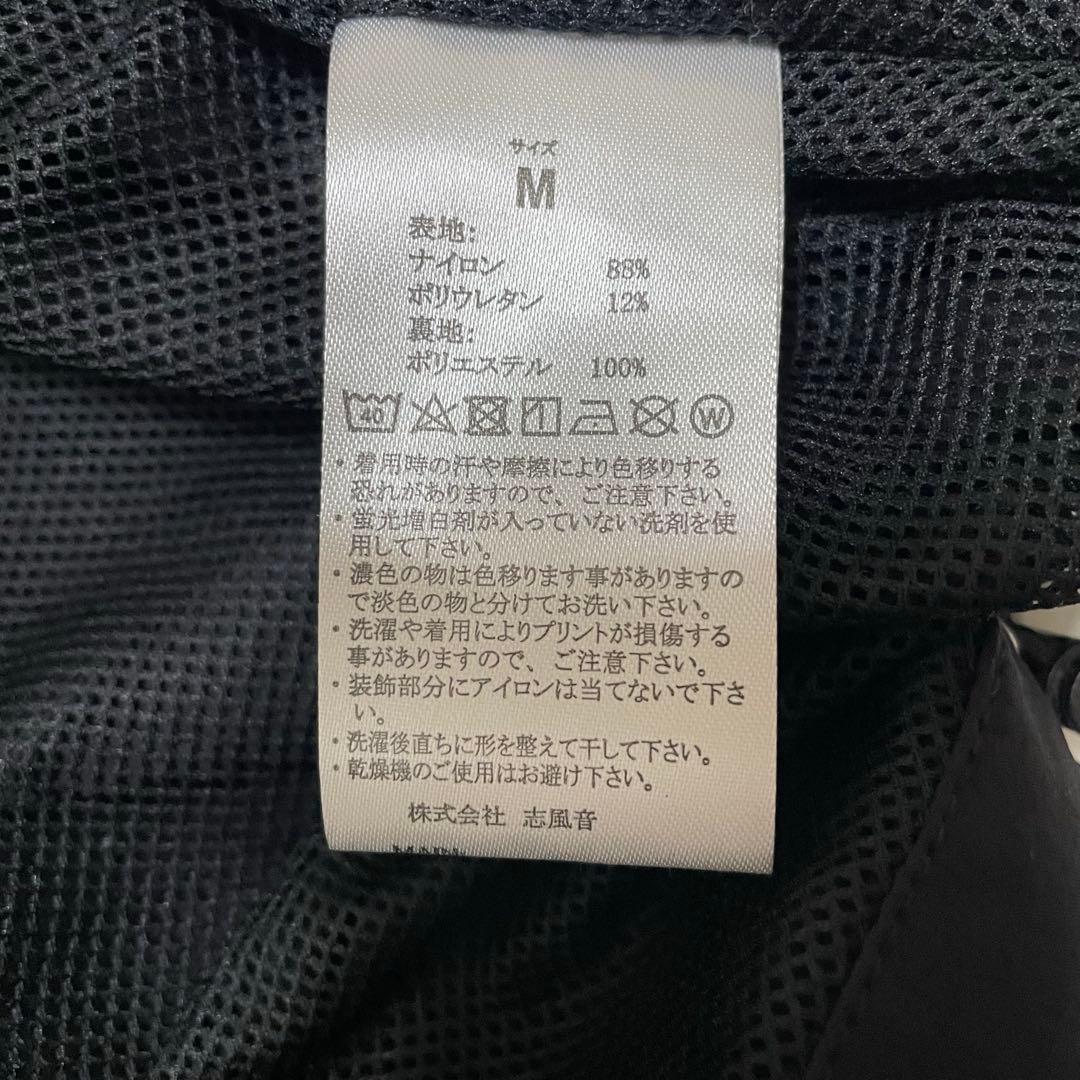 サイズ
M
表地:
ナイロン 88%
ポリウレタン 12%
裏地:
ポリエステル 100%
40 W
・着用時の汗や摩擦により色移りする
恐れがありますので、ご注意下さい。
・蛍光増白剤が入っていない洗剤を使
用して下さい。
・濃色の物は色移ります事がありますの
で淡色の物と分けてお洗い下さい。
・洗濯や着用によりプリントが損傷する
事がありますので、ご注意下さい。
・装飾部分にアイロンは当てないで下さ
い。
・洗濯後直ちに形を整えて干して下さい。
・乾燥機のご使用はお避け下さい。
株式会社 志風音